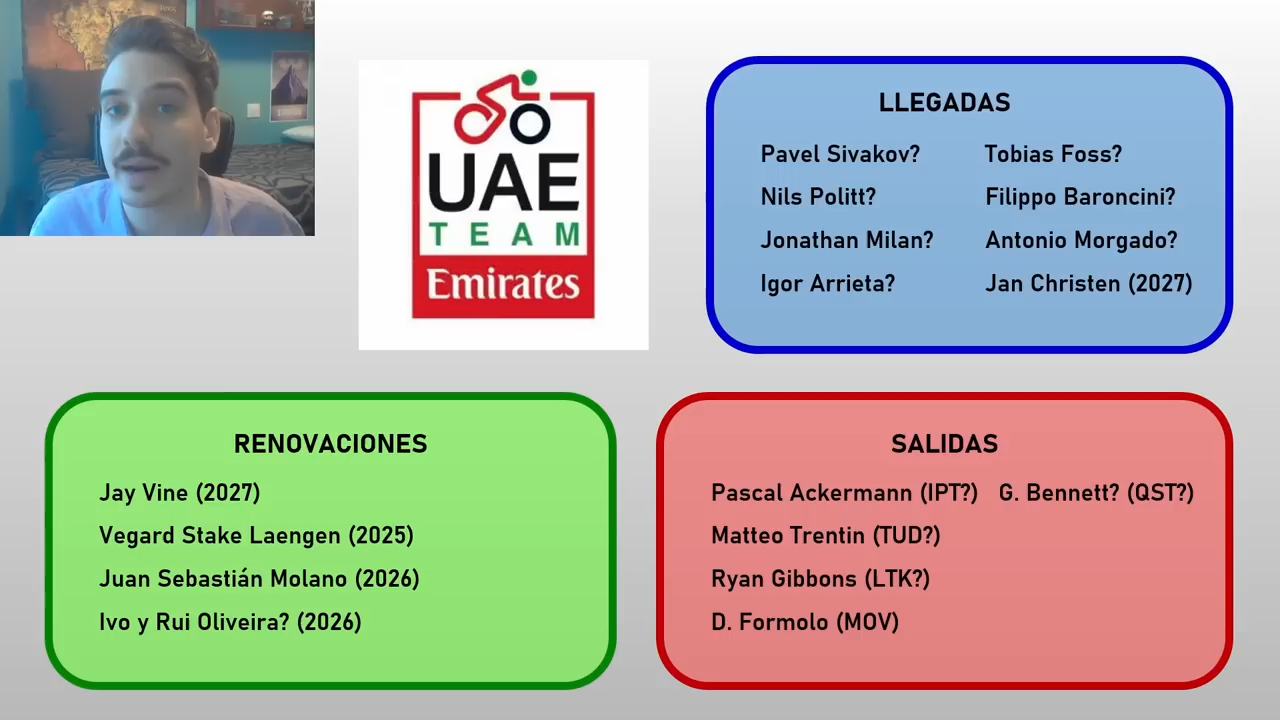 UAE
TEAM
Emirates
LLEGADAS
Pavel Sivakov?
Nils Politt?
Jonathan Milan?
Igor Arrieta?
Tobias Foss?
Filippo Baroncini?
Antonio Morgado?
Jan Christen (2027)
RENOVACIONES
Jay Vine (2027)
Vegard Stake Laengen (2025)
Juan Sebastián Molano (2026)
Ivo y Rui Oliveira? (2026)
SALIDAS
Pascal Ackermann (IPT?)
G. Bennett? (QST?)
Matteo Trentin (TUD?)
Ryan Gibbons (LTK?)
D. Formolo (MOV)